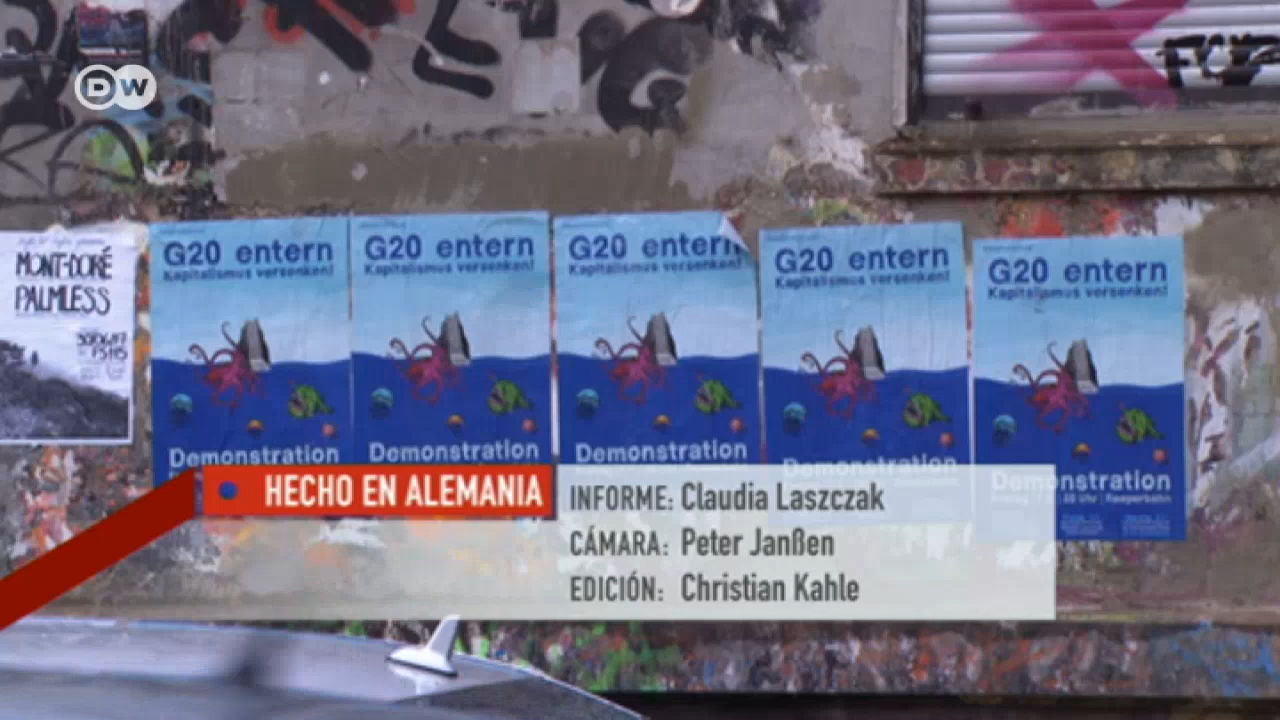 DW
MONT-DORÉ
PALMLESS
G20 entern
Kapitalismus versenken!
Demonstration
G20 entern
Kapitalismus versenken!
Demonstration
G20 entern
Kapitalismus versenken!
Demonstration
G20 entern
Kapitalismus versenken!
Demonstration
G20 entern
Kapitalismus versenken!
Demonstration
HECHO EN ALEMANIA
INFORME: Claudia Laszczak
CÁMARA: Peter Janßen
EDICIÓN: Christian Kahle